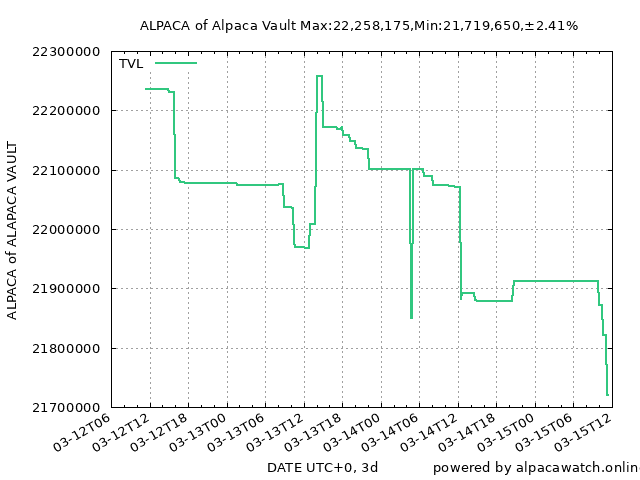 ALPACA of Alpaca Vault Max:22,258,175,Min:21,719,650,±2.41%
TVL
22300000
22200000
22100000
22000000
21900000
21800000
21700000
ALPACA of ALAPACA VAULT
03-12T06
03-12T12
03-12T18
03-13T00
03-13T06
03-13T12
03-13T18
03-14T00
03-14T06
03-14T12
03-14T18
03-15T00
03-15T06
03-15T12
DATE UTC+0, 3d
powered by alpacawatch.onlin